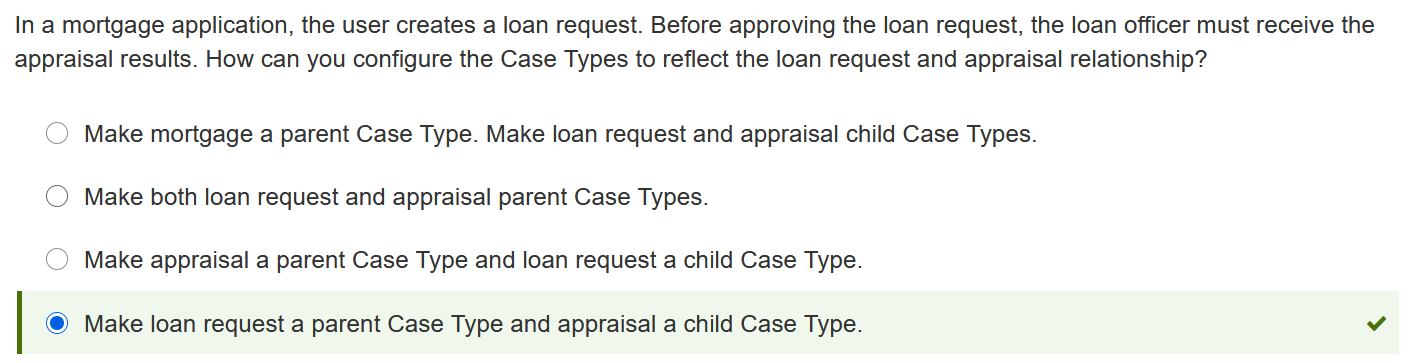 In a mortgage application, the user creates a loan request. Before approving the loan request, the loan officer must receive the
appraisal results. How can you configure the Case Types to reflect the loan request and appraisal relationship?
Make mortgage a parent Case Type. Make loan request and appraisal child Case Types.
Make both loan request and appraisal parent Case Types.
Make appraisal a parent Case Type and loan request a child Case Type.
Make loan request a parent Case Type and appraisal a child Case Type.